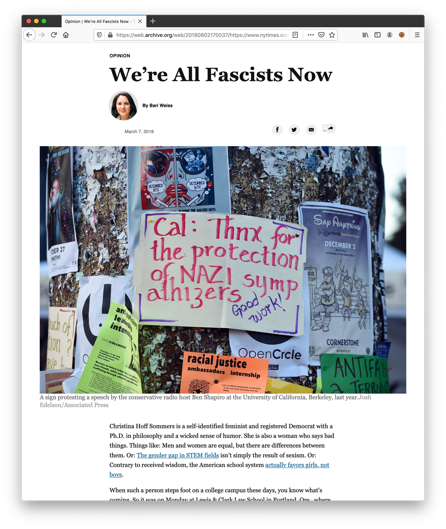 Opinion | We're All Fascists Now -
https://web.archive.org/web/20180802170037/https://www.nytimes.co
OPINION
We're All Fascists Now
By Bari Weiss
March 7, 2018
27
DECEMBER 2
Cal: Thnx for
the protection
of NAZI symp
athizers
Good
work!
CORNERSTONE
OpenCircle
internship
racial justice
ambassadors internship
ANTIFA
A sign protesting a speech by the conservative radio host Ben Shapiro at the University of California, Berkeley, last year. Josh
Edelson/Associated Press
Christina Hoff Sommers is a self-identified feminist and registered Democrat with a
Ph.D. in philosophy and a wicked sense of humor. She is also a woman who says bad
things. Things like: Men and women are equal, but there are differences between
them. Or: The gender gap in STEM fields isn't simply the result of sexism. Or:
Contrary to received wisdom, the American school system actually favors girls, not
boys.
When such a person steps foot on a college campus these days, you know what's
coming. So it was on Monday at Lewis & Clark Law School in Portland, Ore., where